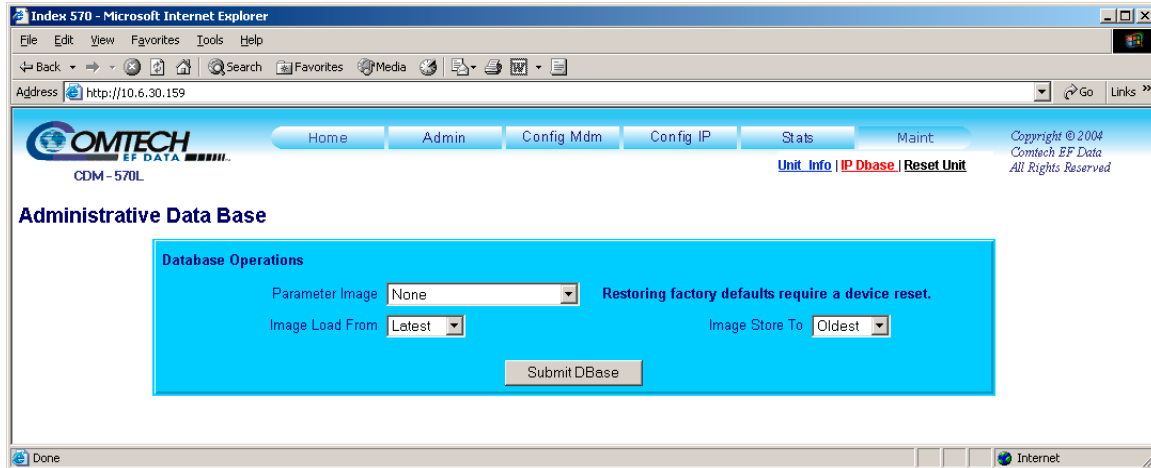 Index 570 - Microsoft Internet Explorer
File Edit View Favorites Tools Help
Back Search Favorites Media
Address http://10.6.30.159 Go Links »
COMTECH
EF DATA
CDM-570L
Home Admin Config Mdm Config IP Stats Maint
Unit Info | IP Dbase | Reset Unit
Copyright © 2004
Comtech EF Data
All Rights Reserved
Administrative Data Base
Database Operations
Parameter Image None Restoring factory defaults require a device reset.
Image Load From Latest Image Store To Oldest
Submit DBase
Done Internet